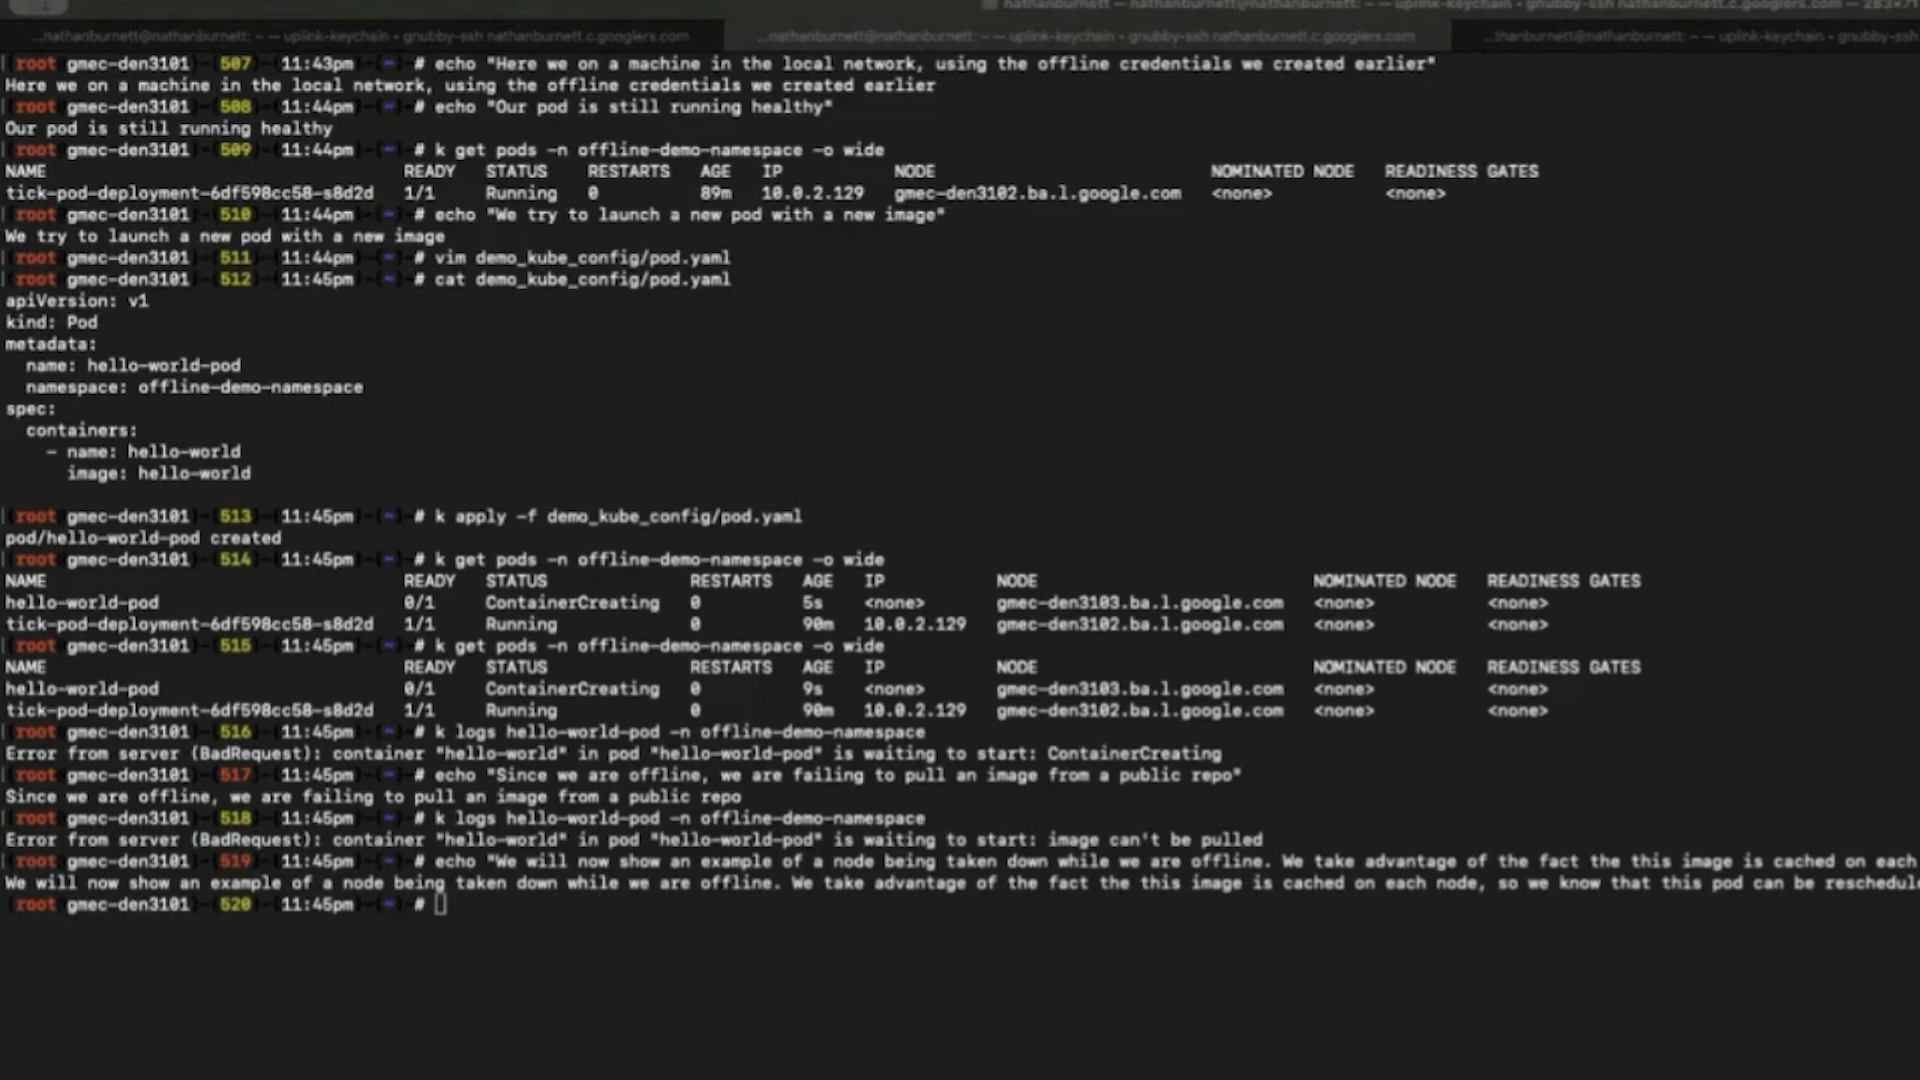 nathanburnett — nathanburnett@nathanburnett: ~ — uplink-keychain • gnubby-ssh nathanburnett.c.googlers.com — 283×71
...nathanburnett@nathanburnett: ~ — uplink-keychain • gnubby-ssh nathanburnett.c.googlers.com ...nathanburnett@nathanburnett: ~ — uplink-keychain • gnubby-ssh nathanburnett.c.googlers.com ...thanburnett@nathanburnett: ~ — uplink-keychain • gnubby-ssh
(root gmec-den3101)-(507)-(11:43pm)-(~)-# echo "Here we on a machine in the local network, using the offline credentials we created earlier"
Here we on a machine in the local network, using the offline credentials we created earlier
(root gmec-den3101)-(508)-(11:44pm)-(~)-# echo "Our pod is still running healthy"
Our pod is still running healthy
(root gmec-den3101)-(509)-(11:44pm)-(~)-# k get pods -n offline-demo-namespace -o wide
NAME READY STATUS RESTARTS AGE IP NODE NOMINATED NODE READINESS GATES
tick-pod-deployment-6df598cc58-s8d2d 1/1 Running 0 89m 10.0.2.129 gmec-den3102.ba.l.google.com <none> <none>
(root gmec-den3101)-(510)-(11:44pm)-(~)-# echo "We try to launch a new pod with a new image"
We try to launch a new pod with a new image
(root gmec-den3101)-(511)-(11:44pm)-(~)-# vim demo_kube_config/pod.yaml
(root gmec-den3101)-(512)-(11:45pm)-(~)-# cat demo_kube_config/pod.yaml
apiVersion: v1
kind: Pod
metadata:
  name: hello-world-pod
  namespace: offline-demo-namespace
spec:
  containers:
    - name: hello-world
      image: hello-world
(root gmec-den3101)-(513)-(11:45pm)-(~)-# k apply -f demo_kube_config/pod.yaml
pod/hello-world-pod created
(root gmec-den3101)-(514)-(11:45pm)-(~)-# k get pods -n offline-demo-namespace -o wide
NAME READY STATUS RESTARTS AGE IP NODE NOMINATED NODE READINESS GATES
hello-world-pod 0/1 ContainerCreating 0 5s <none> gmec-den3103.ba.l.google.com <none> <none>
tick-pod-deployment-6df598cc58-s8d2d 1/1 Running 0 90m 10.0.2.129 gmec-den3102.ba.l.google.com <none> <none>
(root gmec-den3101)-(515)-(11:45pm)-(~)-# k get pods -n offline-demo-namespace -o wide
NAME READY STATUS RESTARTS AGE IP NODE NOMINATED NODE READINESS GATES
hello-world-pod 0/1 ContainerCreating 0 9s <none> gmec-den3103.ba.l.google.com <none> <none>
tick-pod-deployment-6df598cc58-s8d2d 1/1 Running 0 90m 10.0.2.129 gmec-den3102.ba.l.google.com <none> <none>
(root gmec-den3101)-(516)-(11:45pm)-(~)-# k logs hello-world-pod -n offline-demo-namespace
Error from server (BadRequest): container "hello-world" in pod "hello-world-pod" is waiting to start: ContainerCreating
(root gmec-den3101)-(517)-(11:45pm)-(~)-# echo "Since we are offline, we are failing to pull an image from a public repo"
Since we are offline, we are failing to pull an image from a public repo
(root gmec-den3101)-(518)-(11:45pm)-(~)-# k logs hello-world-pod -n offline-demo-namespace
Error from server (BadRequest): container "hello-world" in pod "hello-world-pod" is waiting to start: image can't be pulled
(root gmec-den3101)-(519)-(11:45pm)-(~)-# echo "We will now show an example of a node being taken down while we are offline. We take advantage of the fact the this image is cached on each
We will now show an example of a node being taken down while we are offline. We take advantage of the fact the this image is cached on each node, so we know that this pod can be reschedule
(root gmec-den3101)-(520)-(11:45pm)-(~)-#